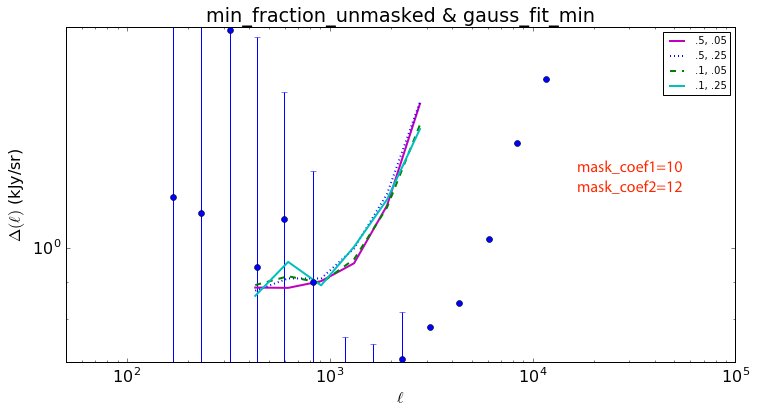 min_fraction_unmasked & gauss_fit_min
.5, .05
.5, .25
.1, .05
.1, .25
mask_coef1=10
mask_coef2=12
Δ(ℓ) (kJy/sr)
10⁰
10² 10³ 10⁴ 10⁵
ℓ